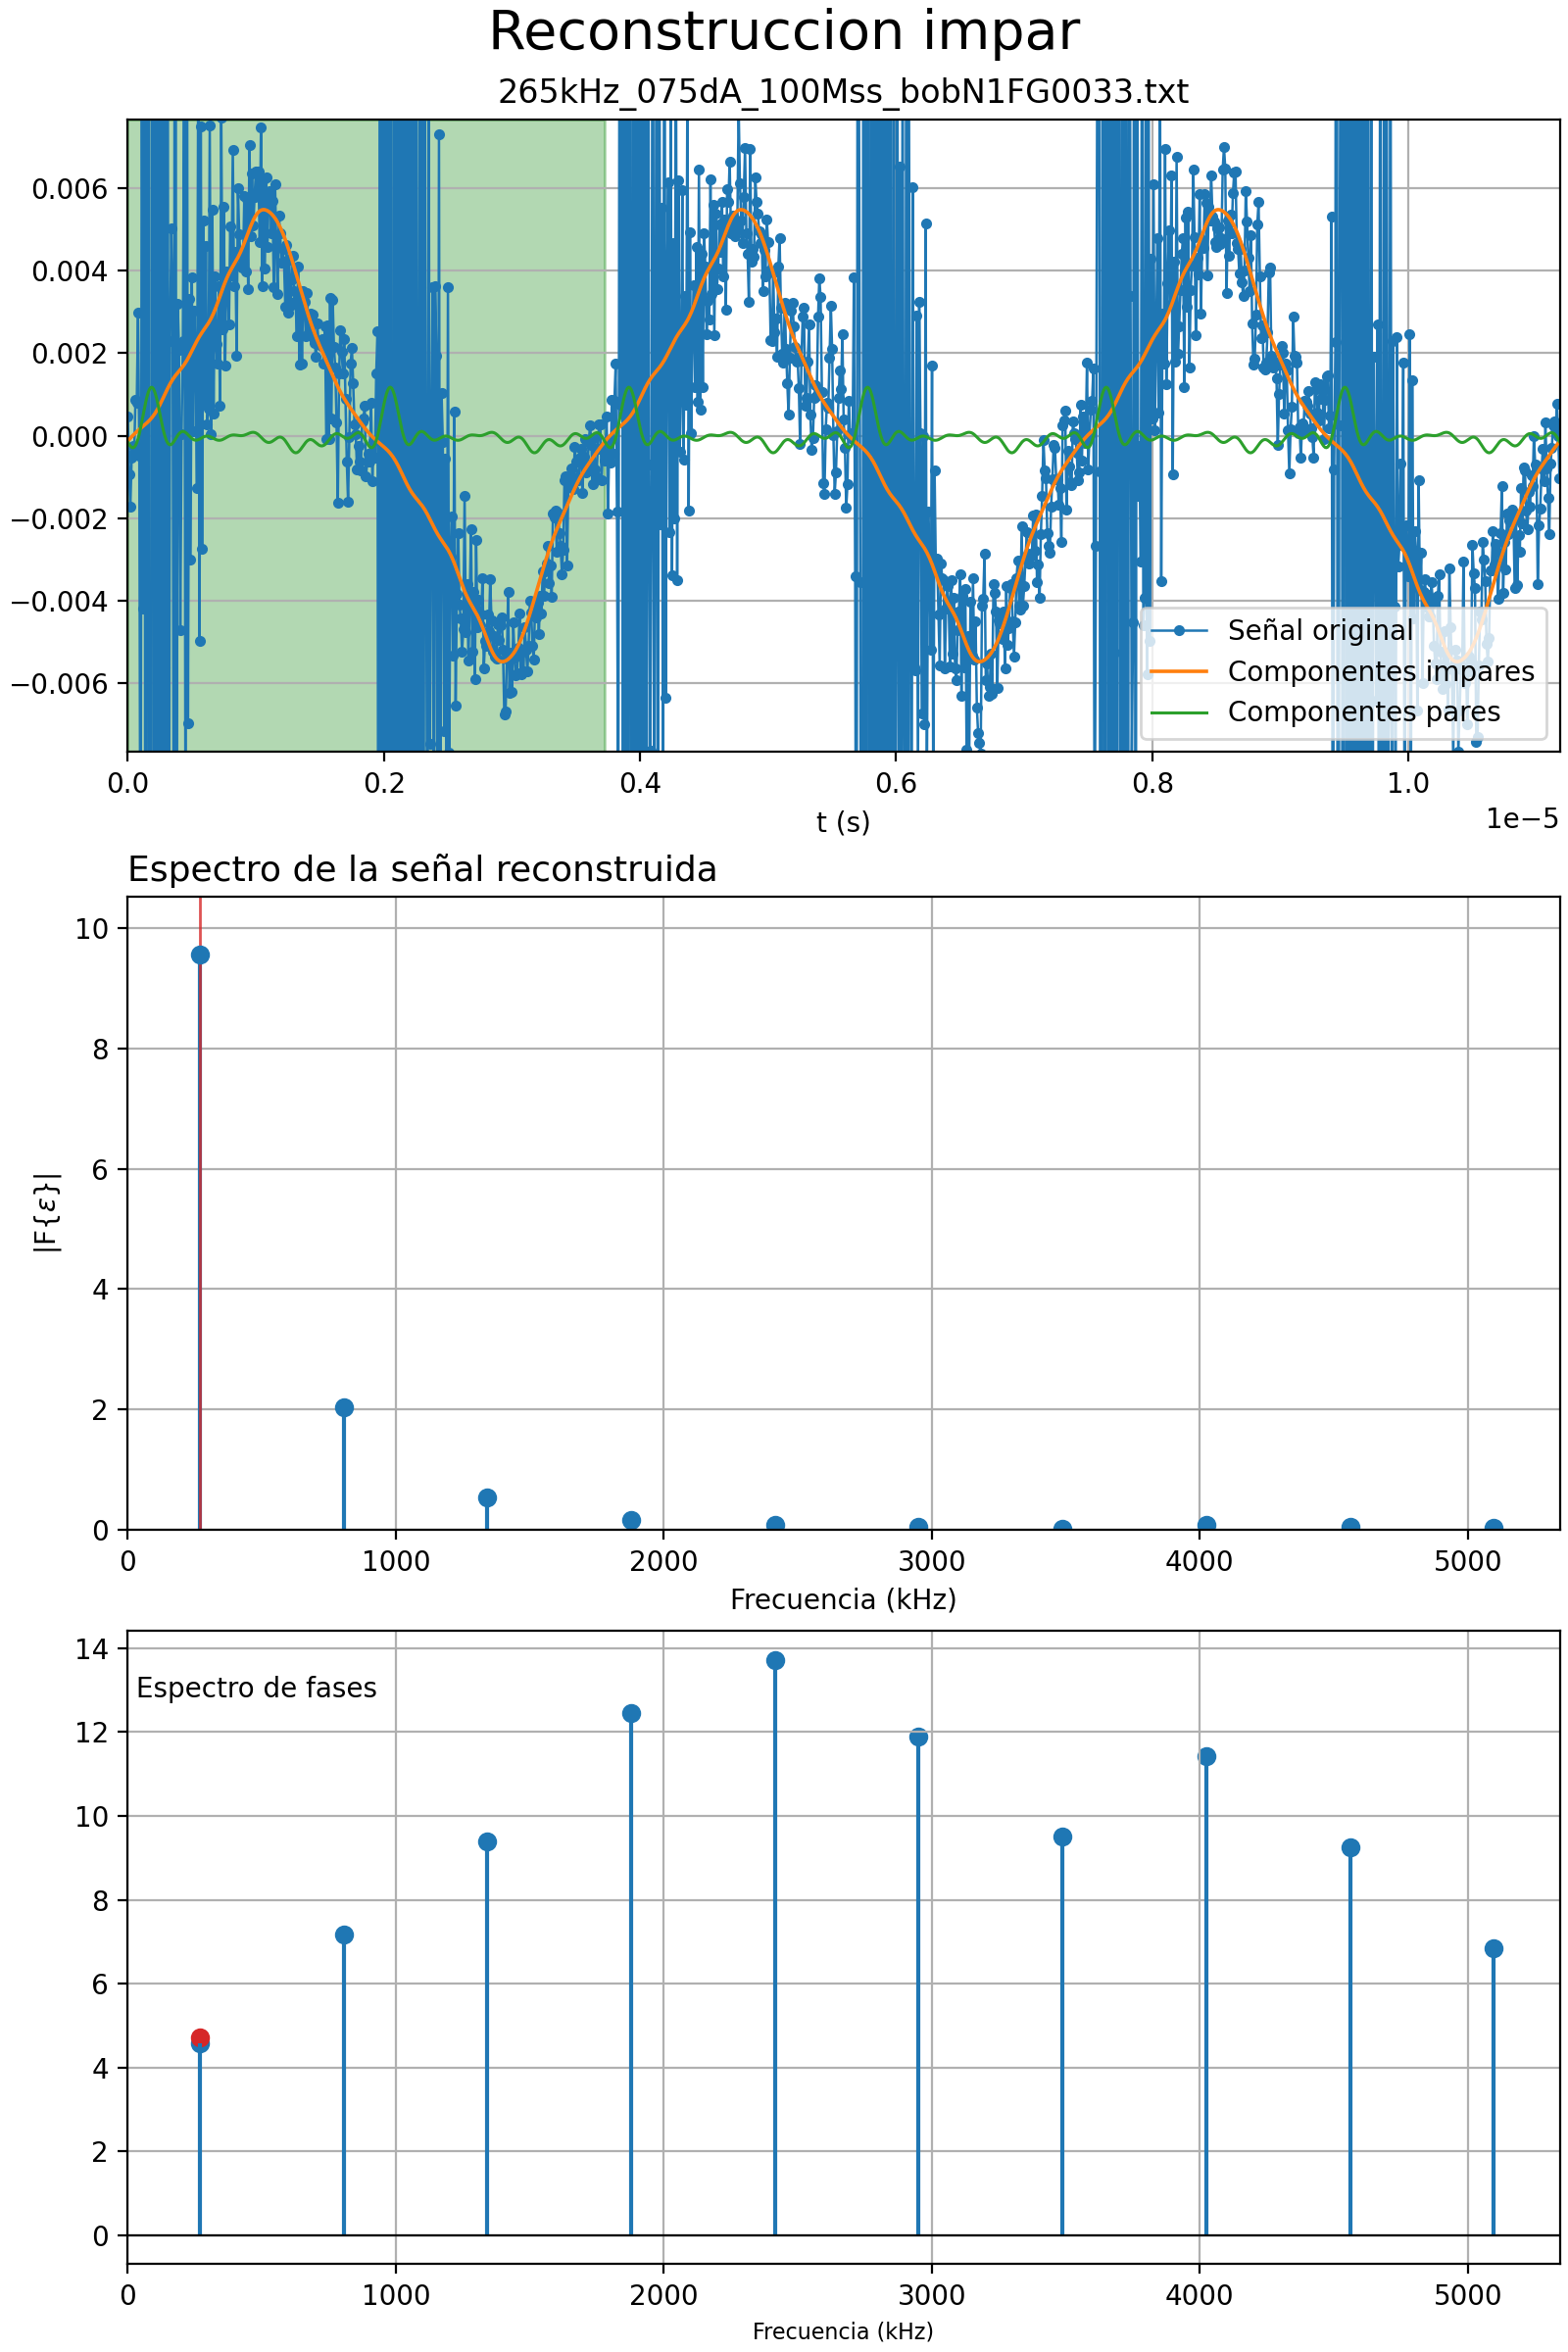 Reconstruccion impar
265kHz_075dA_100Mss_bobN1FG0033.txt
0.006
0.004
0.002
0.000
−0.002
−0.004
−0.006
Señal original
Componentes impares
Componentes pares
0.0 0.2 0.4 0.6 0.8 1.0
1e−5
t (s)
Espectro de la señal reconstruida
10
8
6
4
2
0
|F{ε}|
0 1000 2000 3000 4000 5000
Frecuencia (kHz)
14
Espectro de fases
12
10
8
6
4
2
0
0 1000 2000 3000 4000 5000
Frecuencia (kHz)